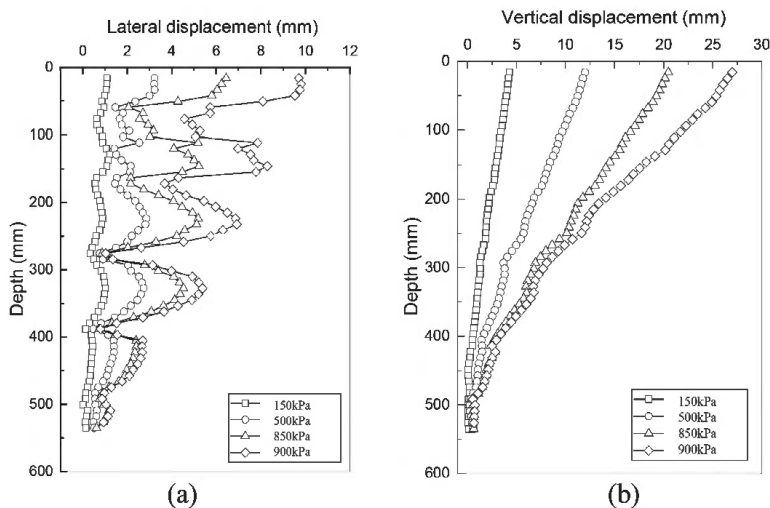 Lateral displacement (mm)
0 2 4 6 8 10 12
0
100
200
300
400
500
600
Depth (mm)
150kPa
500kPa
850kPa
900kPa
(a)
Vertical displacement (mm)
0 5 10 15 20 25 30
0
100
200
300
400
500
600
Depth (mm)
150kPa
500kPa
850kPa
900kPa
(b)